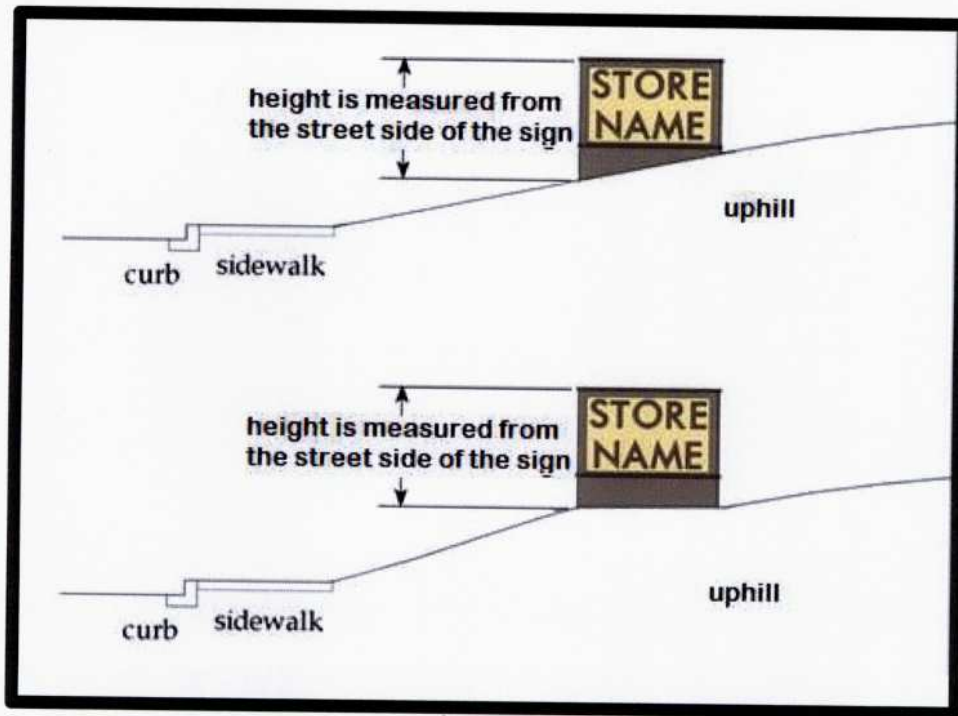 height is measured from
the street side of the sign
STORE
NAME
uphill
curb
sidewalk
height is measured from
the street side of the sign
STORE
NAME
uphill
curb
sidewalk